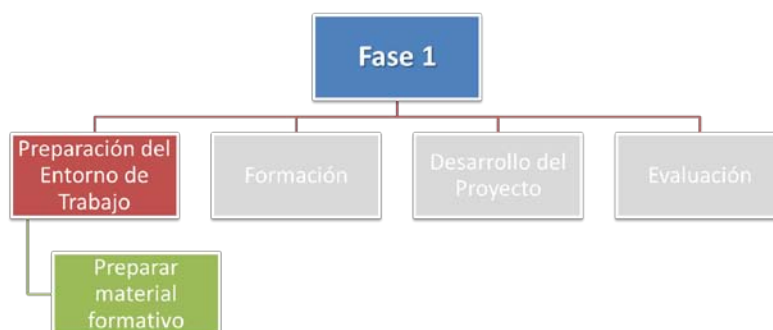 Fase 1
Preparación del
Entorno de
Trabajo
Formación
Desarrollo del
Proyecto
Evaluación
Preparar
material
formativo